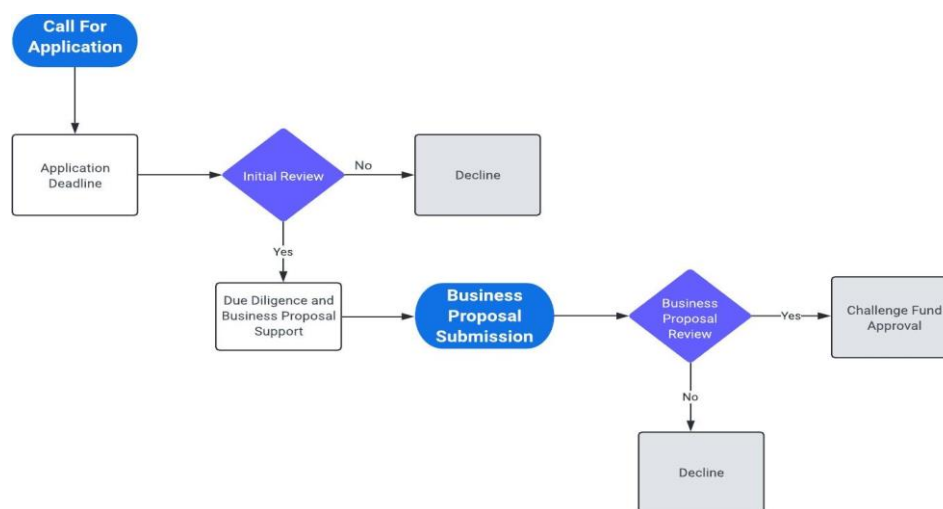 Call For
Application
Application
Deadline
Initial Review
No
Decline
Yes
Due Diligence and
Business Proposal
Support
Business
Proposal
Submission
Business
Proposal
Review
Yes
Challenge Fund
Approval
No
Decline